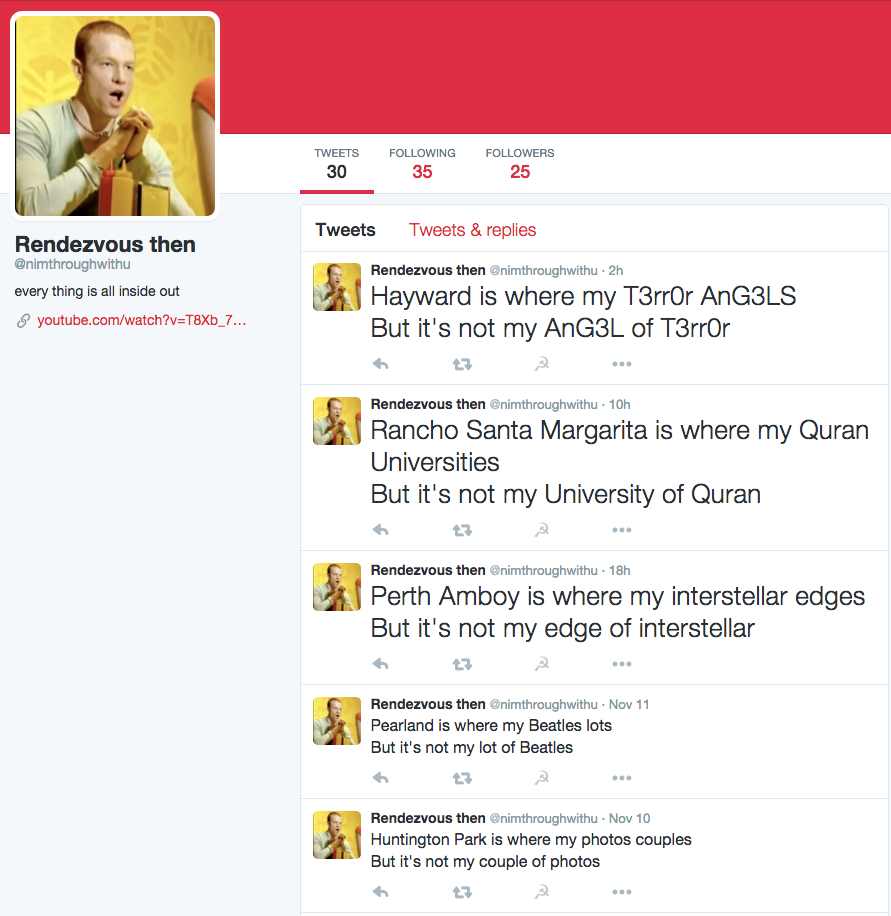 TWEETS
30
FOLLOWING
35
FOLLOWERS
25
Rendezvous then
@nimthroughwithu
every thing is all inside out
youtube.com/watch?v=T8Xb_7...
Tweets Tweets & replies
Rendezvous then @nimthroughwithu · 2h
Hayward is where my T3rr0r AnG3LS
But it's not my AnG3L of T3rr0r
Rendezvous then @nimthroughwithu · 10h
Rancho Santa Margarita is where my Quran
Universities
But it's not my University of Quran
Rendezvous then @nimthroughwithu · 18h
Perth Amboy is where my interstellar edges
But it's not my edge of interstellar
Rendezvous then @nimthroughwithu · Nov 11
Pearland is where my Beatles lots
But it's not my lot of Beatles
Rendezvous then @nimthroughwithu · Nov 10
Huntington Park is where my photos couples
But it's not my couple of photos